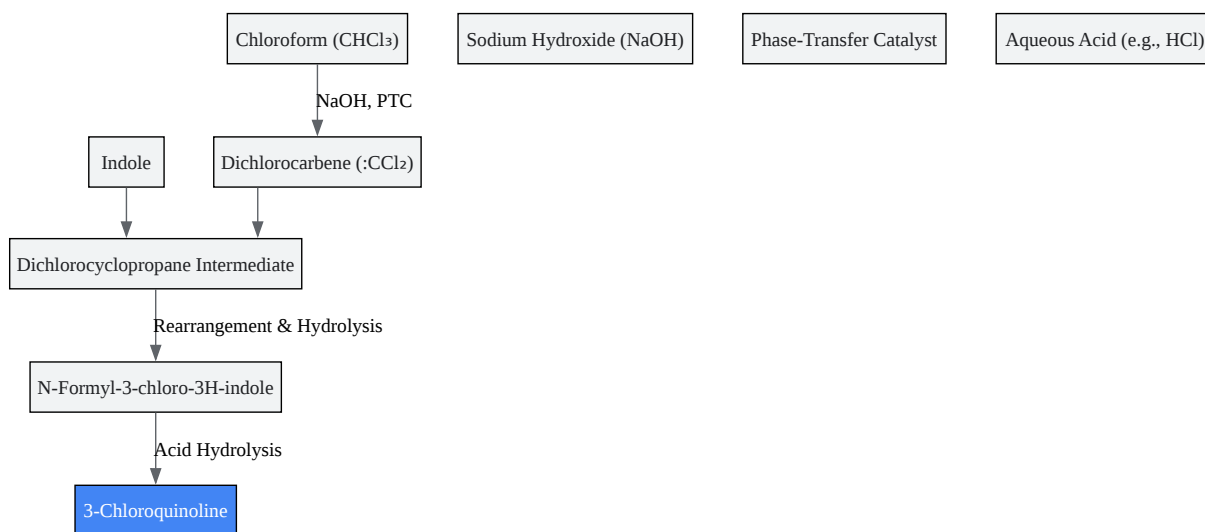 Chloroform (CHCl₃)
Sodium Hydroxide (NaOH)
Phase-Transfer Catalyst
Aqueous Acid (e.g., HCl)
NaOH, PTC
Indole
Dichlorocarbene (:CCl₂)
Dichlorocyclopropane Intermediate
Rearrangement & Hydrolysis
N-Formyl-3-chloro-3H-indole
Acid Hydrolysis
3-Chloroquinoline